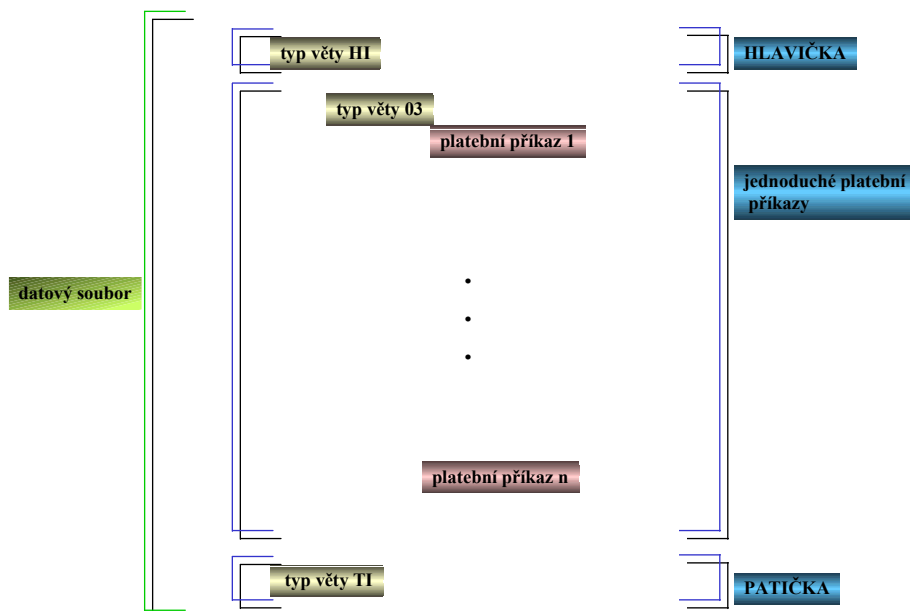 typ věty HI
HLAVIČKA
typ věty 03
platební příkaz 1
jednoduché platební
příkazy
datový soubor
platební příkaz n
typ věty TI
PATIČKA